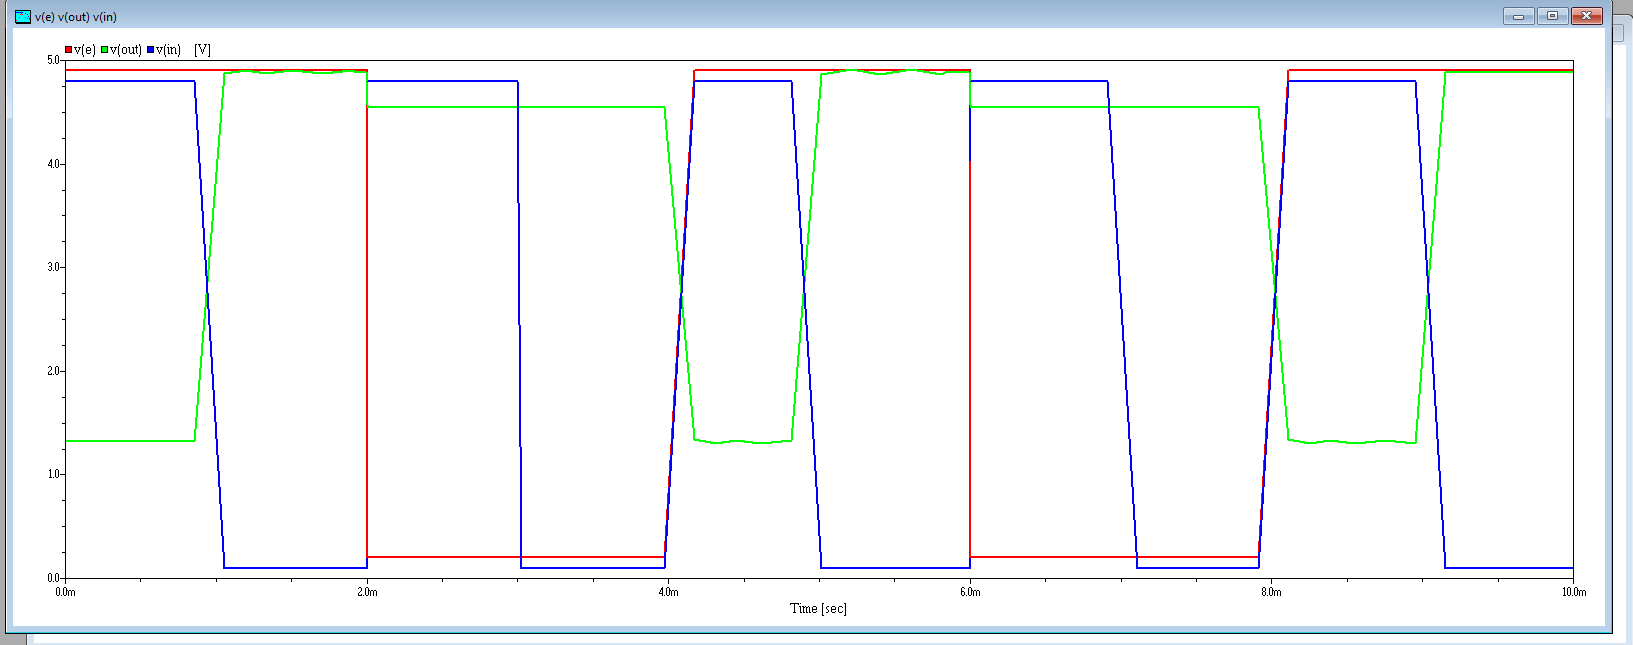 v(e) v(out) v(in)
v(e) v(out) v(in) [V]
5.0
4.0
3.0
2.0
1.0
0.0
0.0m 2.0m 4.0m 6.0m 8.0m 10.0m
Time [sec]